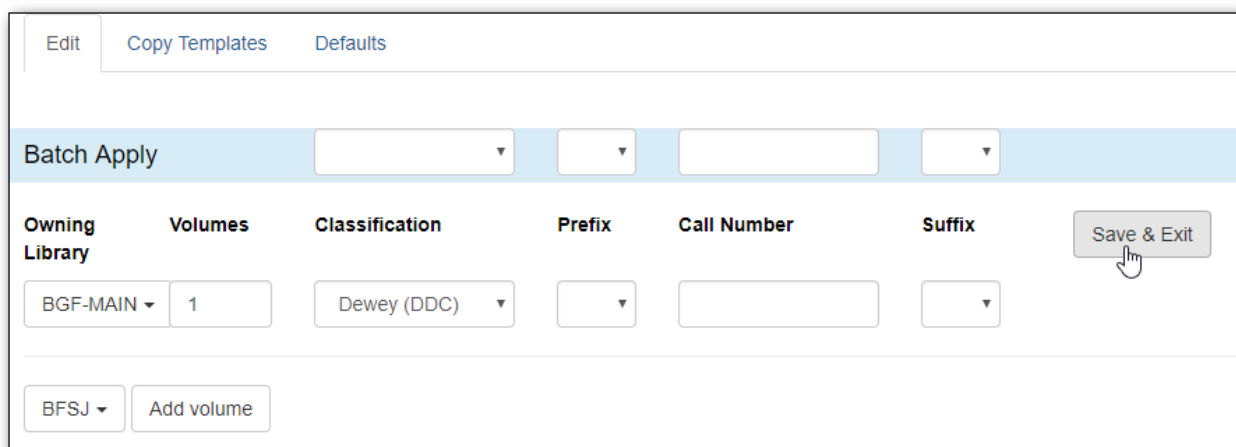 Edit Copy Templates Defaults
Batch Apply
Owning Library Volumes Classification Prefix Call Number Suffix Save & Exit
BGF-MAIN 1 Dewey (DDC)
BFSJ Add volume